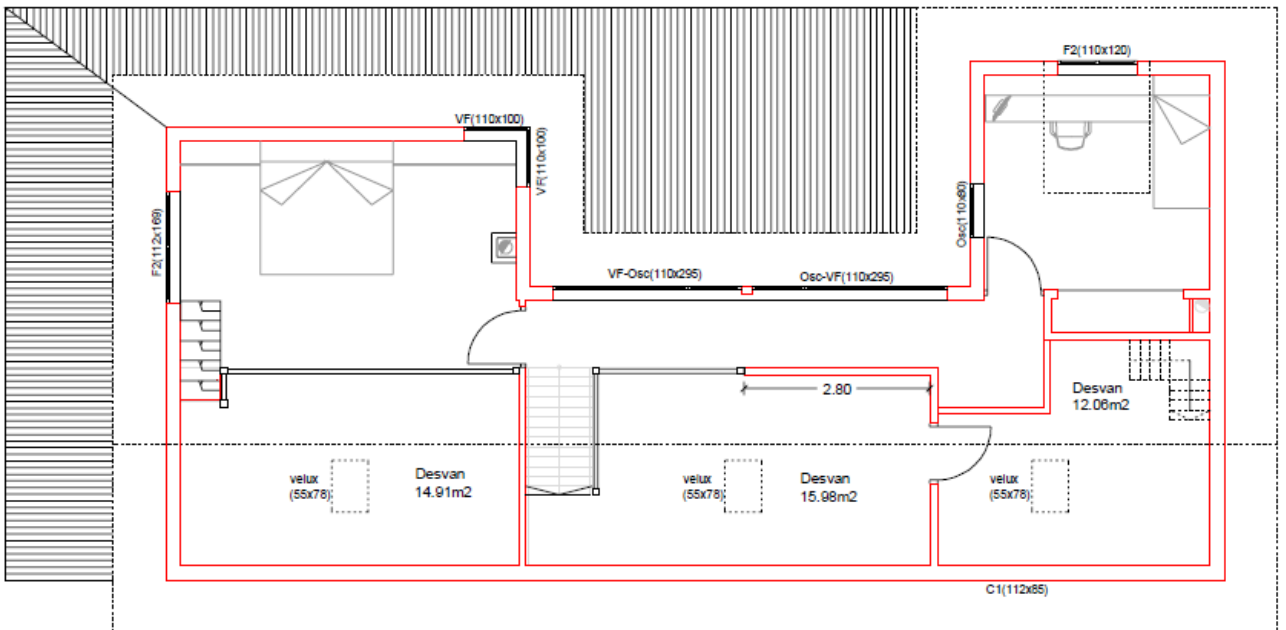 F2(110x120)
VF(110x100)
VF(110x100)
F2(112x169)
Osc(110x80)
VF-Osc(110x295)
Osc-VF(110x295)
2.80
Desvan
12.06m2
velux
(55x78)
Desvan
14.91m2
velux
(55x78)
Desvan
15.98m2
velux
(55x78)
C1(112x65)